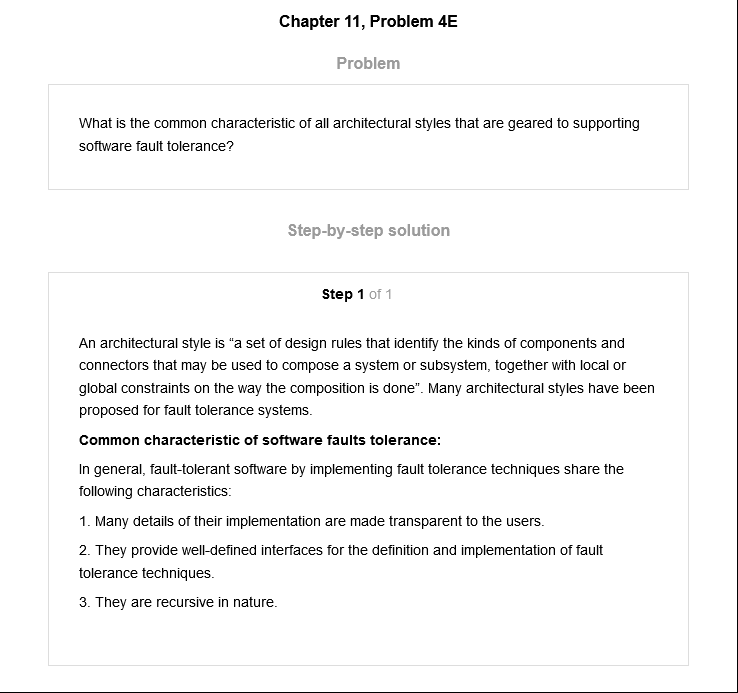 Chapter 11, Problem 4E
Problem
What is the common characteristic of all architectural styles that are geared to supporting
software fault tolerance?
Step-by-step solution
Step 1 of 1
An architectural style is “a set of design rules that identify the kinds of components and
connectors that may be used to compose a system or subsystem, together with local or
global constraints on the way the composition is done”. Many architectural styles have been
proposed for fault tolerance systems.
Common characteristic of software faults tolerance:
In general, fault-tolerant software by implementing fault tolerance techniques share the
following characteristics:
1. Many details of their implementation are made transparent to the users.
2. They provide well-defined interfaces for the definition and implementation of fault
tolerance techniques.
3. They are recursive in nature.